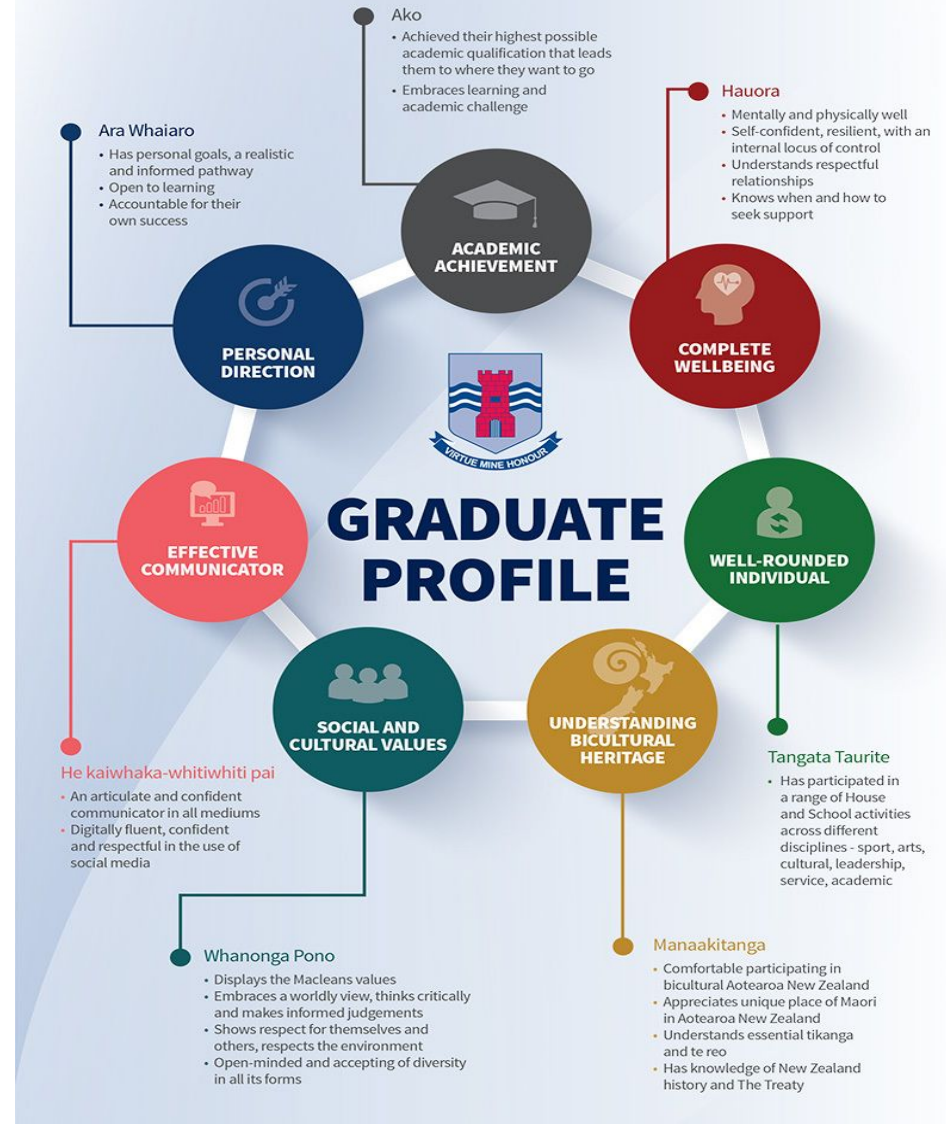 Ako
• Achieved their highest possible
academic qualification that leads
them to where they want to go
• Embraces learning and
academic challenge
Hauora
• Mentally and physically well
• Self-confident, resilient, with an
internal locus of control
• Understands respectful
relationships
• Knows when and how to
seek support
Ara Whaiaro
• Has personal goals, a realistic
and informed pathway
• Open to learning
• Accountable for their
own success
ACADEMIC
ACHIEVEMENT
PERSONAL
DIRECTION
COMPLETE
WELLBEING
VIRTUE MINE HONOUR
GRADUATE
PROFILE
EFFECTIVE
COMMUNICATOR
WELL-ROUNDED
INDIVIDUAL
SOCIAL AND
CULTURAL VALUES
UNDERSTANDING
BICULTURAL
HERITAGE
He kaiwhaka-whitiwhiti pai
• An articulate and confident
communicator in all mediums
• Digitally fluent, confident
and respectful in the use of
social media
Tangata Taurite
• Has participated in
a range of House
and School activities
across different
disciplines - sport, arts,
cultural, leadership,
service, academic
Whanonga Pono
• Displays the Macleans values
• Embraces a worldly view, thinks critically
and makes informed judgements
• Shows respect for themselves and
others, respects the environment
• Open-minded and accepting of diversity
in all its forms
Manaakitanga
• Comfortable participating in
bicultural Aotearoa New Zealand
• Appreciates unique place of Maori
in Aotearoa New Zealand
• Understands essential tikanga
and te reo
• Has knowledge of New Zealand
history and The Treaty